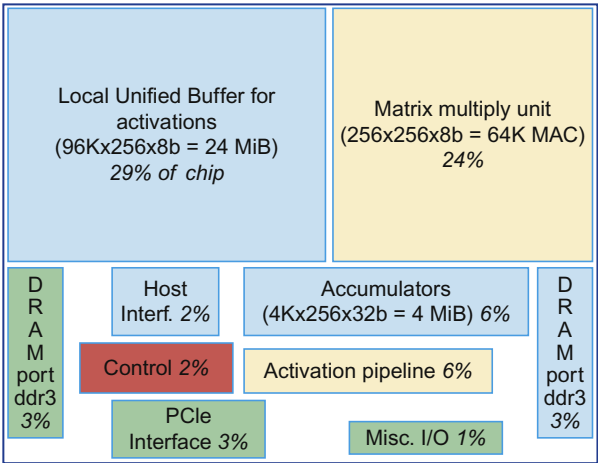 Local Unified Buffer for
activations
(96Kx256x8b = 24 MiB)
29% of chip
Matrix multiply unit
(256x256x8b = 64K MAC)
24%
D
R
A
M
port
ddr3
3%
Host
Interf. 2%
Accumulators
(4Kx256x32b = 4 MiB) 6%
D
R
A
M
port
ddr3
3%
Control 2%
Activation pipeline 6%
PCIe
Interface 3%
Misc. I/O 1%